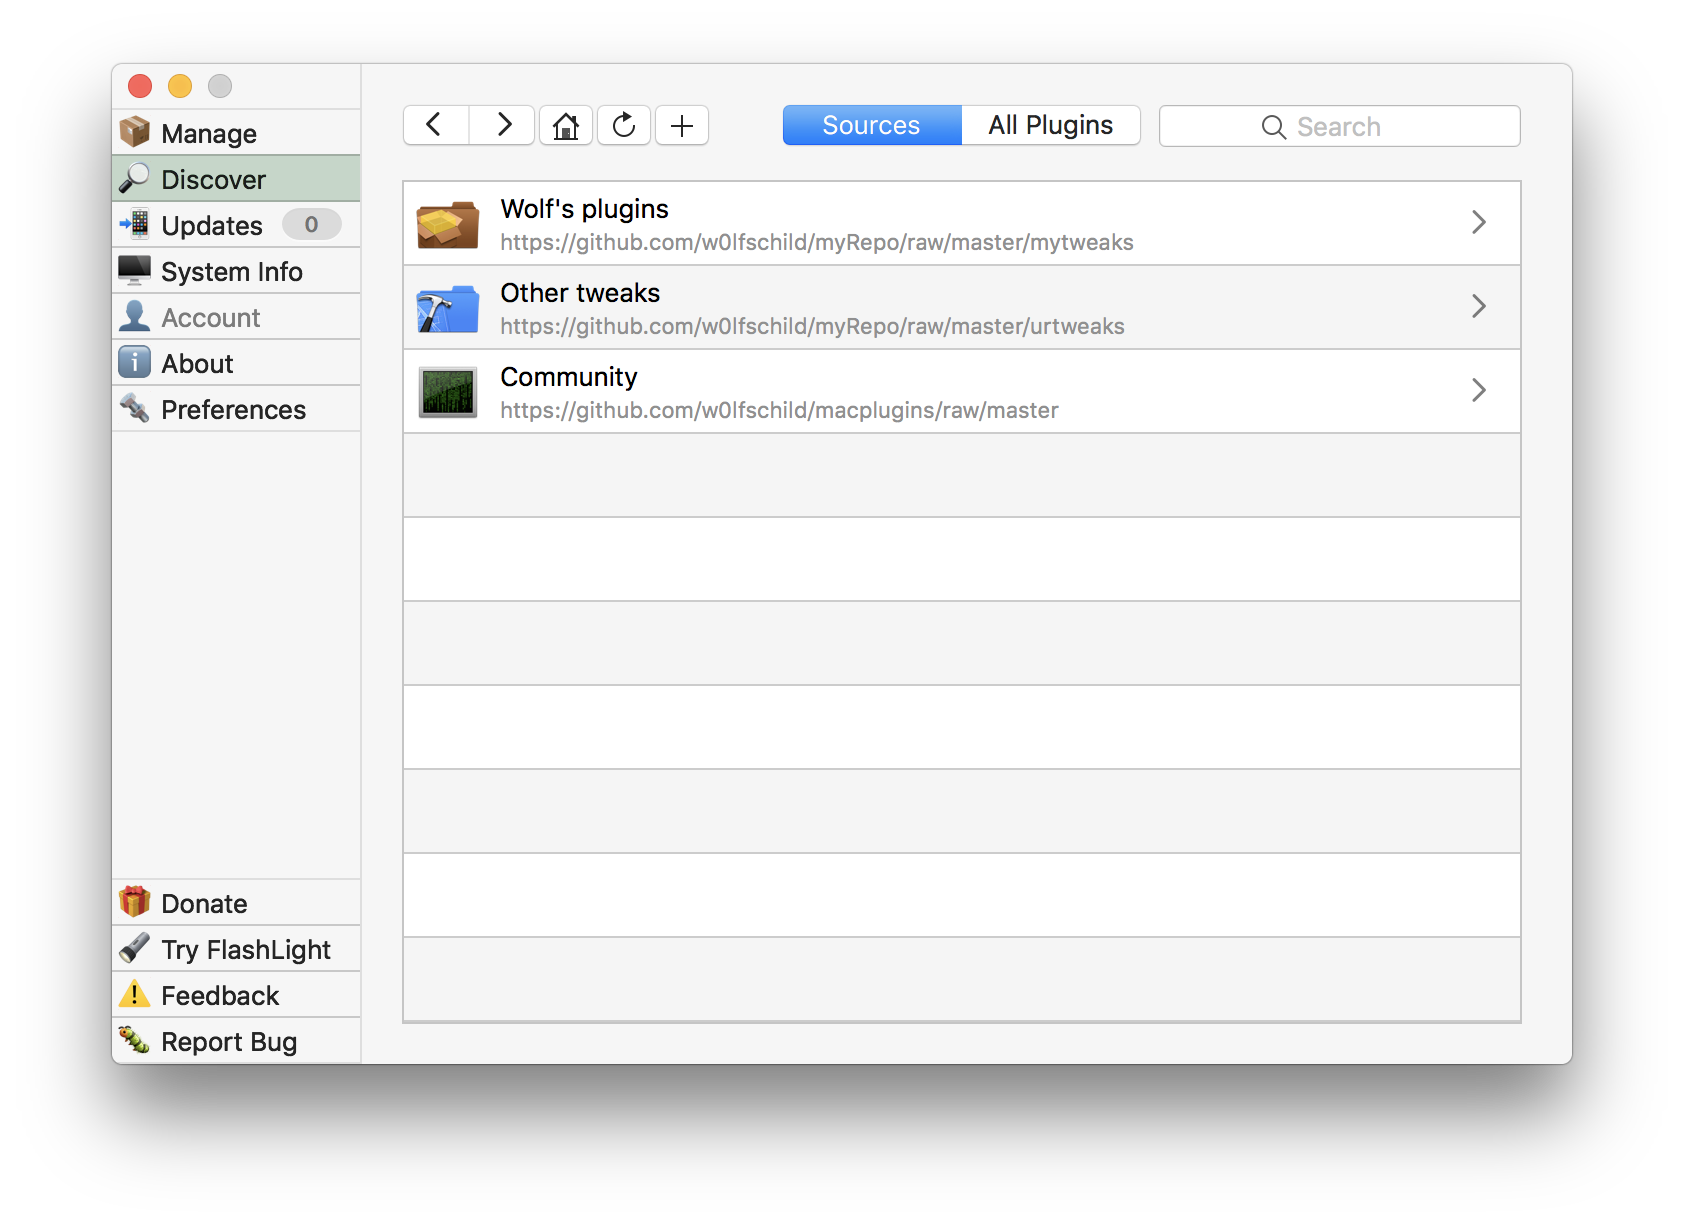 Manage
Discover
Updates 0
System Info
Account
About
Preferences
Donate
Try FlashLight
Feedback
Report Bug
Sources
All Plugins
Search
Wolf's plugins
https://github.com/w0lfschild/myRepo/raw/master/mytweaks
Other tweaks
https://github.com/w0lfschild/myRepo/raw/master/urtweaks
Community
https://github.com/w0lfschild/macplugins/raw/master